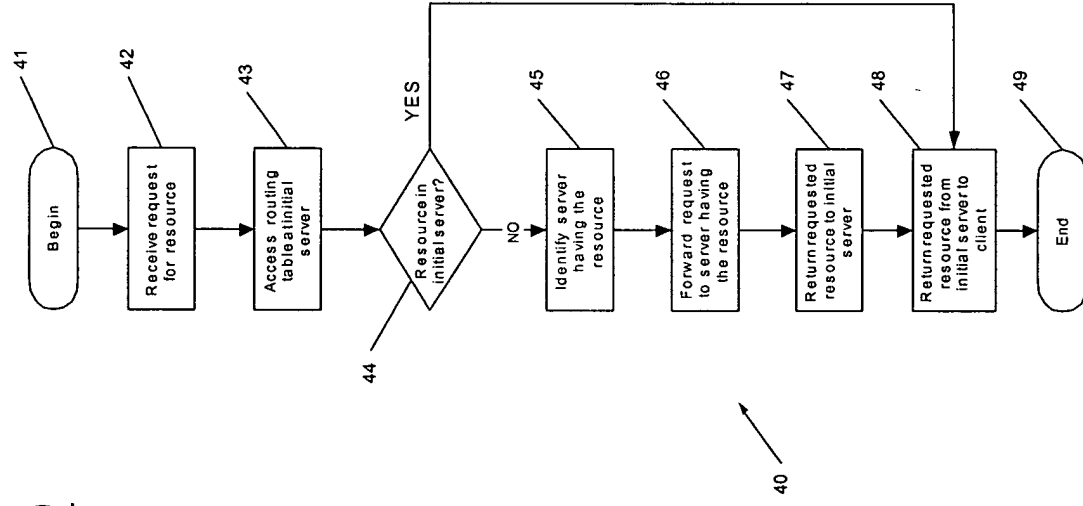 41
Begin
42
Receive request
for resource
43
Access routing
table at initial
server
44
Resource in
initial server?
YES
NO
45
Identify server
having the
resource
46
Forward request
to server having
the resource
47
Return requested
resource to initial
server
48
Return requested
resource from
initial server to
client
49
End
40